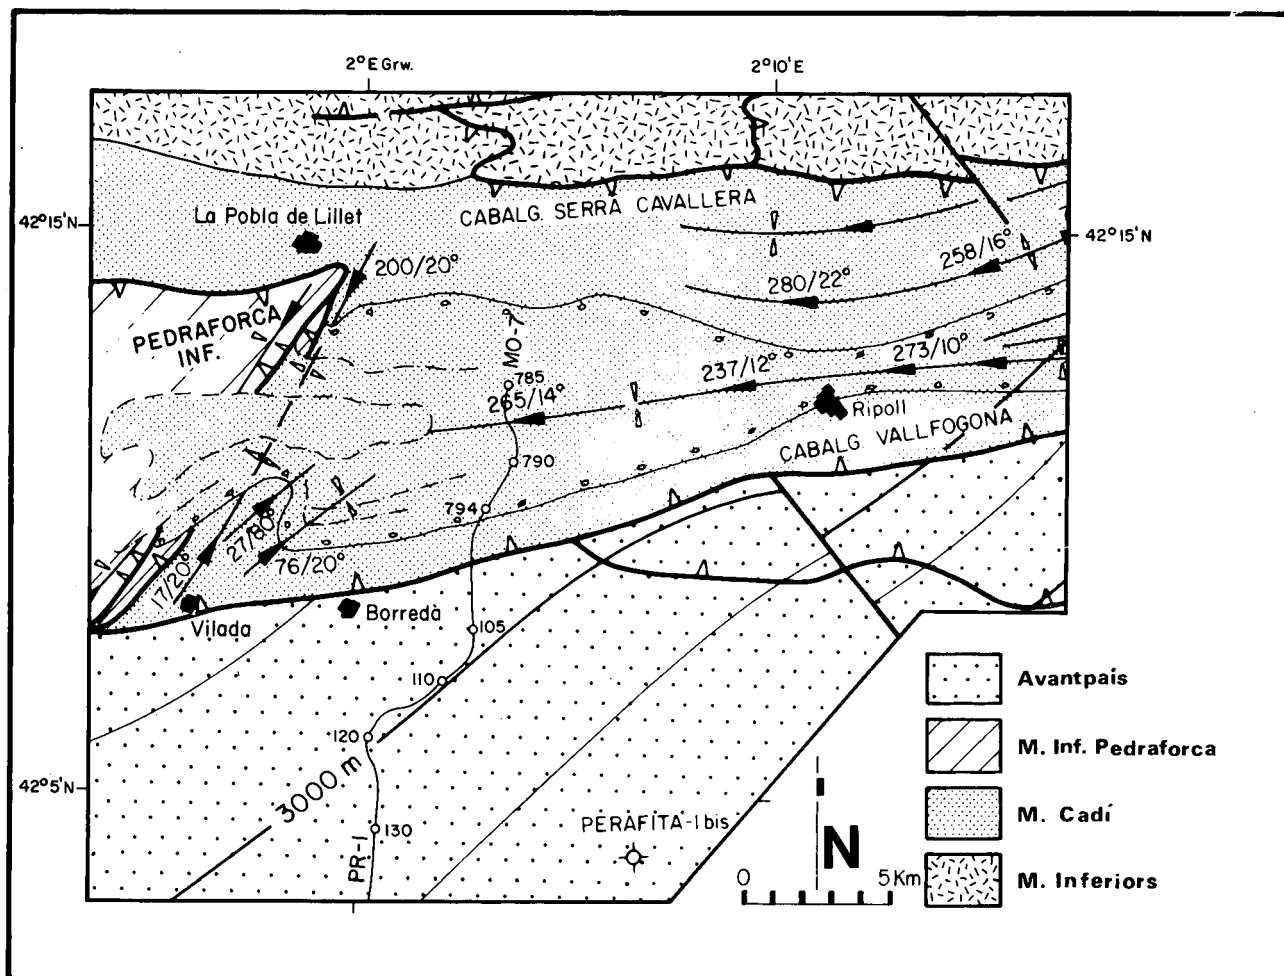 2° E Grw.
2° 10' E
La Pobla de Lillet
CABALG. SERRA CAVALLERA
42° 15' N
42° 15' N
200/20°
258/16°
280/22°
PEDRAFORCA
INF.
MO-7
237/12°
273/10°
785
265/14°
Ripoll
CABALG. VALLFOGONA
790
794
27/80°
76/20°
17/20°
Vilada
Borredà
105
110
120
3000 m
42° 5' N
130
PR-1
PERAFITA-1 bis
N
0
5 Km
Avantpaís
M. Inf. Pedraforca
M. Cadí
M. Inferiors